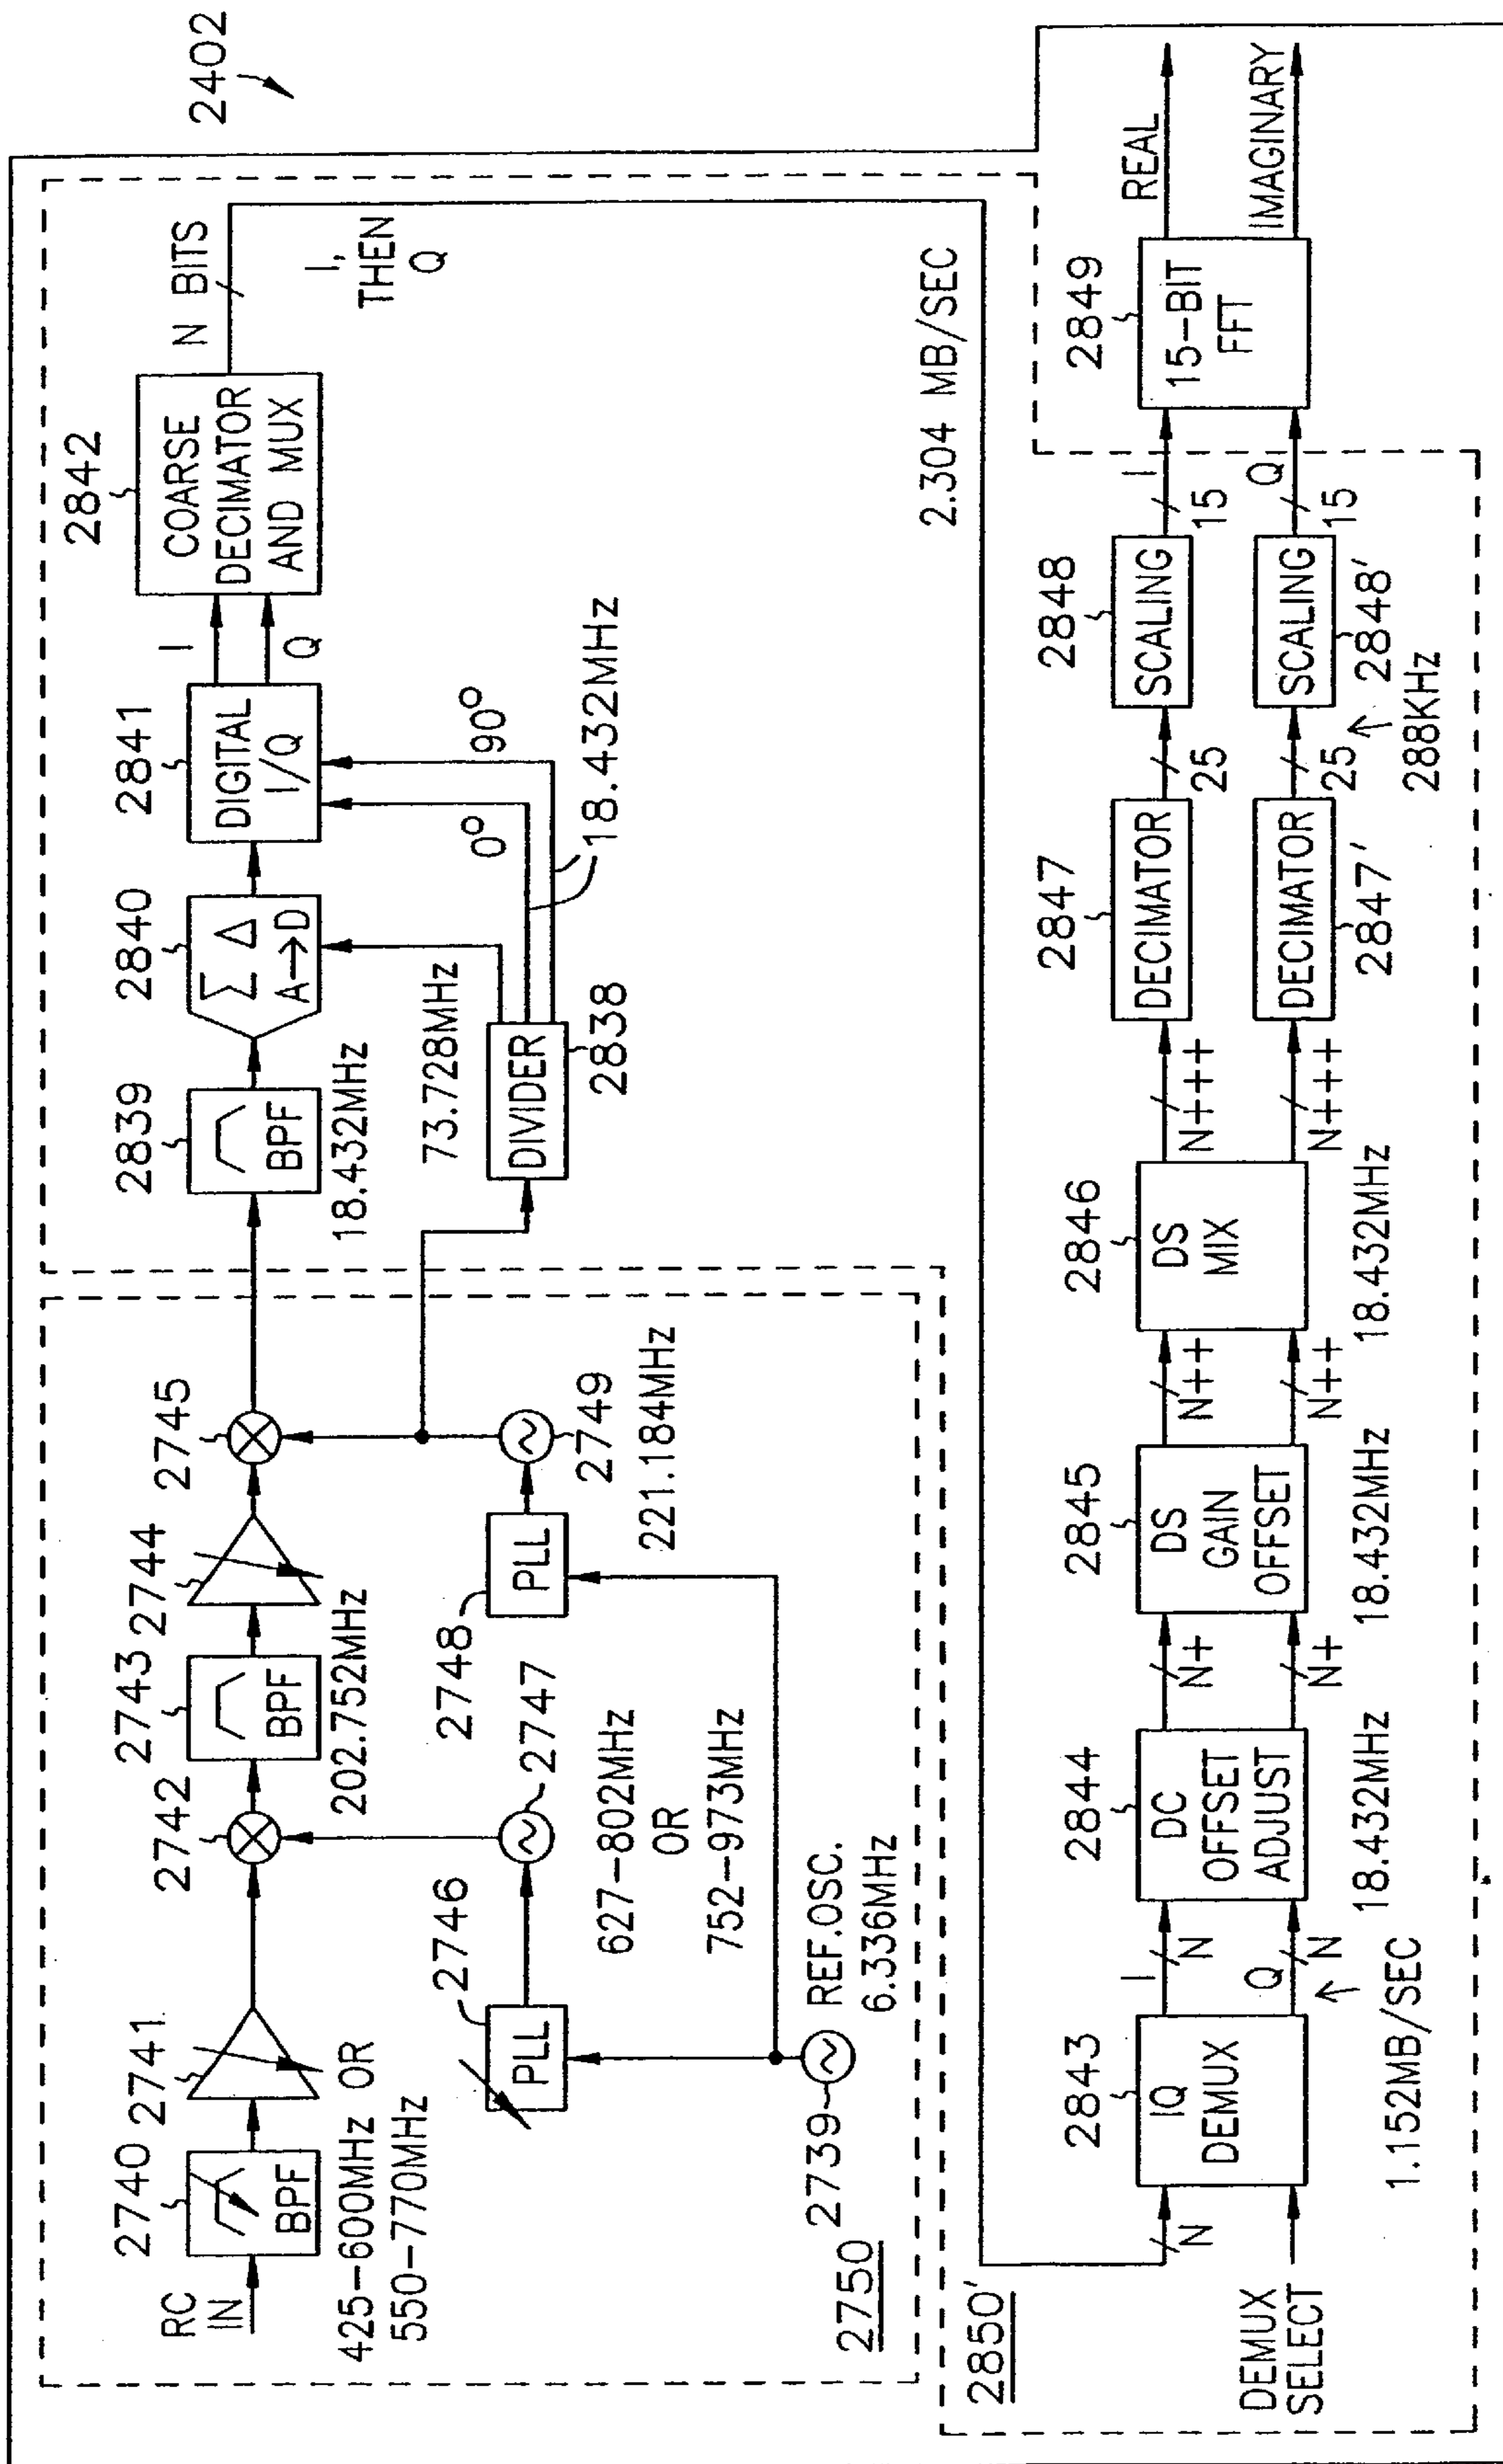 2402
RC
IN
2740
BPF
425-600MHz OR
550-770MHz
2741
2742
2743
BPF
202.752MHz
2744
2745
2746
PLL
2747
627-802MHz
OR
752-973MHz
2748
PLL
2749
221.184MHz
2739
REF.OSC.
6.336MHz
2750
2839
BPF
18.432MHz
2840
Σ Δ
A→D
73.728MHz
DIVIDER
2838
2841
DIGITAL
I/Q
0°
90°
18.432MHz
I
Q
2842
COARSE
DECIMATOR
AND MUX
N BITS
I,
THEN
Q
2.304 MB/SEC
2850'
DEMUX
SELECT
N
2843
IQ
DEMUX
1.152MB/SEC
I
N
Q
N
2844
DC
OFFSET
ADJUST
18.432MHz
N+
N+
2845
DS
GAIN
OFFSET
18.432MHz
N++
N++
2846
DS
MIX
18.432MHz
N+++
N+++
2847
DECIMATOR
DECIMATOR
2847'
25
25
288KHz
2848
SCALING
SCALING
2848'
I
15
Q
15
2849
15-BIT
FFT
REAL
IMAGINARY